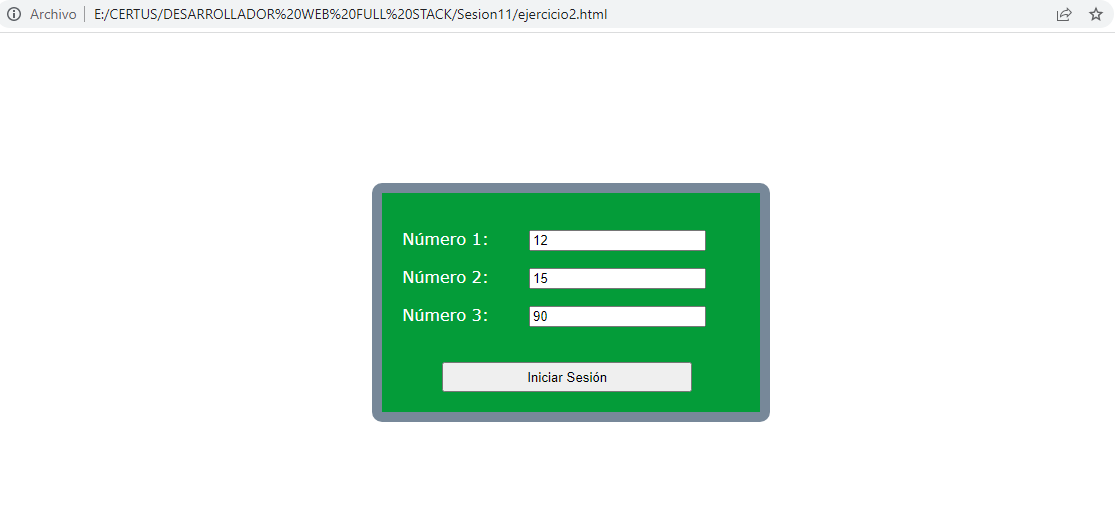 Archivo E:/CERTUS/DESARROLLADOR%20WEB%20FULL%20STACK/Sesion11/ejercicio2.html
Número 1: 12
Número 2: 15
Número 3: 90
Iniciar Sesión